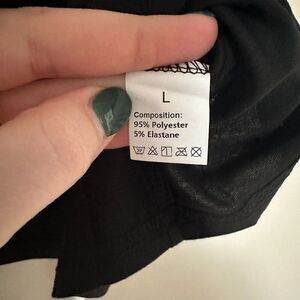 L
Composition:
95% Polyester
5% Elastane